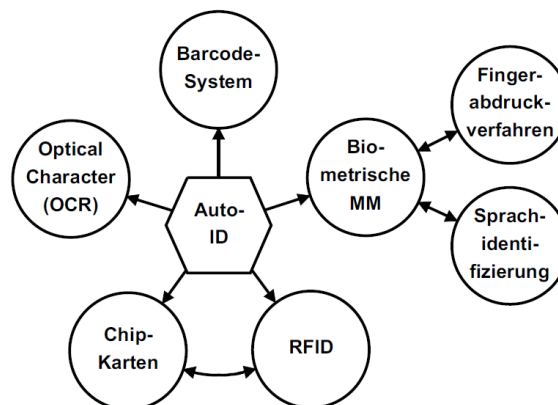 Barcode-
System
Finger-
abdruck-
verfahren
Optical
Character
(OCR)
Bio-
metrische
MM
Auto-
ID
Sprach-
identi-
fizierung
Chip-
Karten
RFID